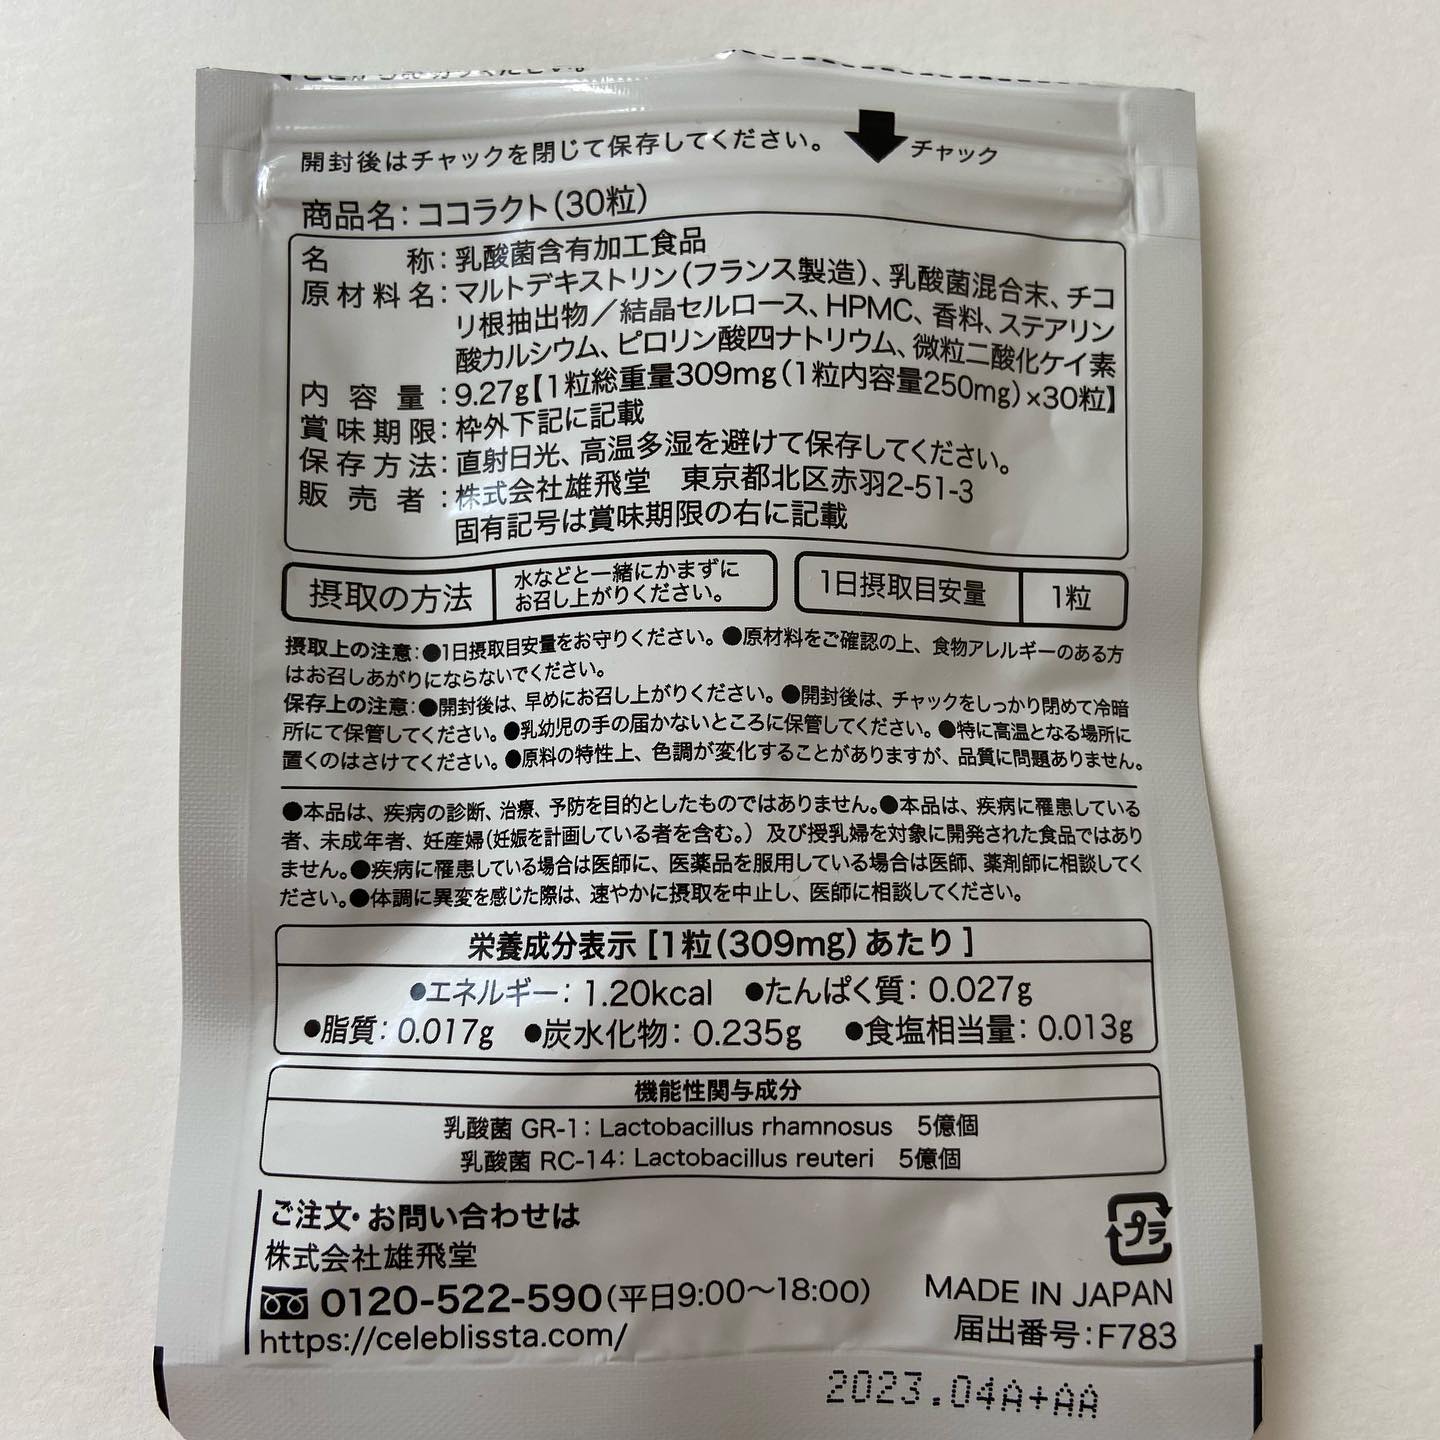 開封後はチャックを閉じて保存してください。 チャック
商品名：ココラクト（30粒）
名称：乳酸菌含有加工食品
原材料名：マルトデキストリン（フランス製造）、乳酸菌混合末、チコ
リ根抽出物／結晶セルロース、HPMC、香料、ステアリン
酸カルシウム、ピロリン酸四ナトリウム、微粒二酸化ケイ素
内容量：9.27g【1粒総重量309mg（1粒内容量250mg）×30粒】
賞味期限：枠外下記に記載
保存方法：直射日光、高温多湿を避けて保存してください。
販売者：株式会社雄飛堂 東京都北区赤羽2-51-3
固有記号は賞味期限の右に記載
摂取の方法 水などと一緒にかまずに
お召し上がりください。
1日摂取目安量 1粒
摂取上の注意：●1日摂取目安量をお守りください。●原材料をご確認の上、食物アレルギーのある方
はお召しあがりにならないでください。
保存上の注意：●開封後は、早めにお召し上がりください。●開封後は、チャックをしっかり閉めて冷暗
所にて保管してください。●乳幼児の手の届かないところに保管してください。●特に高温となる場所に
置くのはさけてください。●原料の特性上、色調が変化することがありますが、品質に問題ありません。
●本品は、疾病の診断、治療、予防を目的としたものではありません。●本品は、疾病に罹患している
者、未成年者、妊産婦（妊娠を計画している者を含む。）及び授乳婦を対象に開発された食品ではあり
ません。●疾病に罹患している場合は医師に、医薬品を服用している場合は医師、薬剤師に相談してく
ださい。●体調に異変を感じた際は、速やかに摂取を中止し、医師に相談してください。
栄養成分表示［1粒（309mg）あたり］
●エネルギー：1.20kcal ●たんぱく質：0.027g
●脂質：0.017g ●炭水化物：0.235g ●食塩相当量：0.013g
機能性関与成分
乳酸菌 GR-1：Lactobacillus rhamnosus 5億個
乳酸菌 RC-14：Lactobacillus reuteri 5億個
ご注文・お問い合わせは
株式会社雄飛堂
0120-522-590（平日9:00〜18:00）
https://celeblissta.com/
プラ
MADE IN JAPAN
届出番号：F783
2023.04A+AA